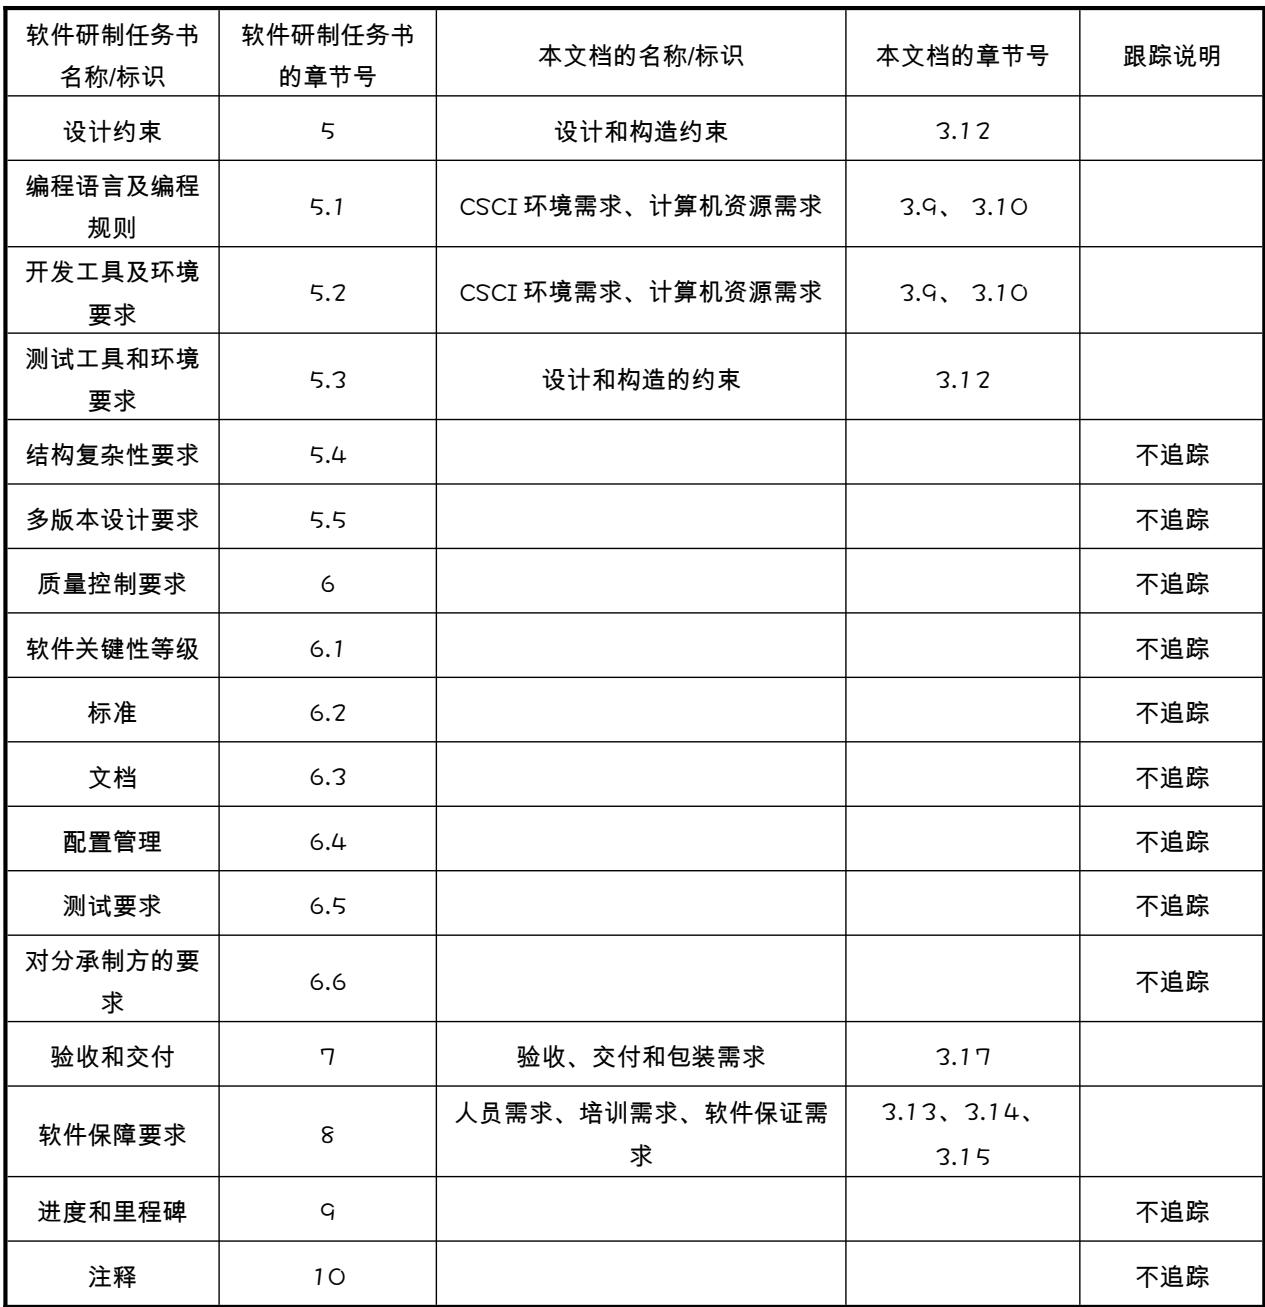 软件研制任务书名称/标识 软件研制任务书的章节号 本文档的名称/标识 本文档的章节号 跟踪说明
设计约束 5 设计和构造约束 3.12
编程语言及编程规则 5.1 CSCI 环境需求、计算机资源需求 3.9、 3.10
开发工具及环境要求 5.2 CSCI 环境需求、计算机资源需求 3.9、 3.10
测试工具和环境要求 5.3 设计和构造的约束 3.12
结构复杂性要求 5.4 不追踪
多版本设计要求 5.5 不追踪
质量控制要求 6 不追踪
软件关键性等级 6.1 不追踪
标准 6.2 不追踪
文档 6.3 不追踪
配置管理 6.4 不追踪
测试要求 6.5 不追踪
对分承制方的要求 6.6 不追踪
验收和交付 7 验收、交付和包装需求 3.17
软件保障要求 8 人员需求、培训需求、软件保证需求 3.13、3.14、3.15
进度和里程碑 9 不追踪
注释 10 不追踪